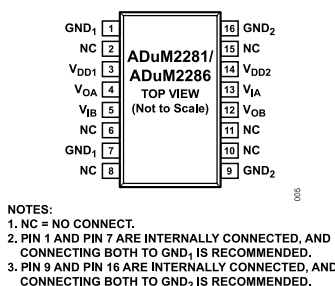 GND₁ 1 16 GND₂
NC 2 15 NC
VDD1 3 14 VDD2
VOA 4 13 VIA
VIB 5 12 VOB
NC 6 11 NC
GND₁ 7 10 NC
NC 8 9 GND₂
ADuM2281/
ADuM2286
TOP VIEW
(Not to Scale)
005
NOTES:
1. NC = NO CONNECT.
2. PIN 1 AND PIN 7 ARE INTERNALLY CONNECTED, AND
CONNECTING BOTH TO GND₁ IS RECOMMENDED.
3. PIN 9 AND PIN 16 ARE INTERNALLY CONNECTED, AND
CONNECTING BOTH TO GND₂ IS RECOMMENDED.